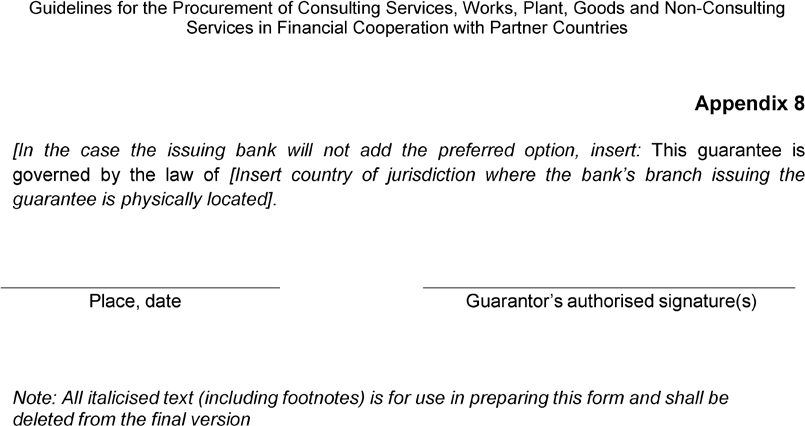 Guidelines for the Procurement of Consulting Services, Works, Plant, Goods and Non-Consulting
Services in Financial Cooperation with Partner Countries
Appendix 8
[In the case the issuing bank will not add the preferred option, insert: This guarantee is
governed by the law of [Insert country of jurisdiction where the bank’s branch issuing the
guarantee is physically located].
Place, date
Guarantor’s authorised signature(s)
Note: All italicised text (including footnotes) is for use in preparing this form and shall be
deleted from the final version